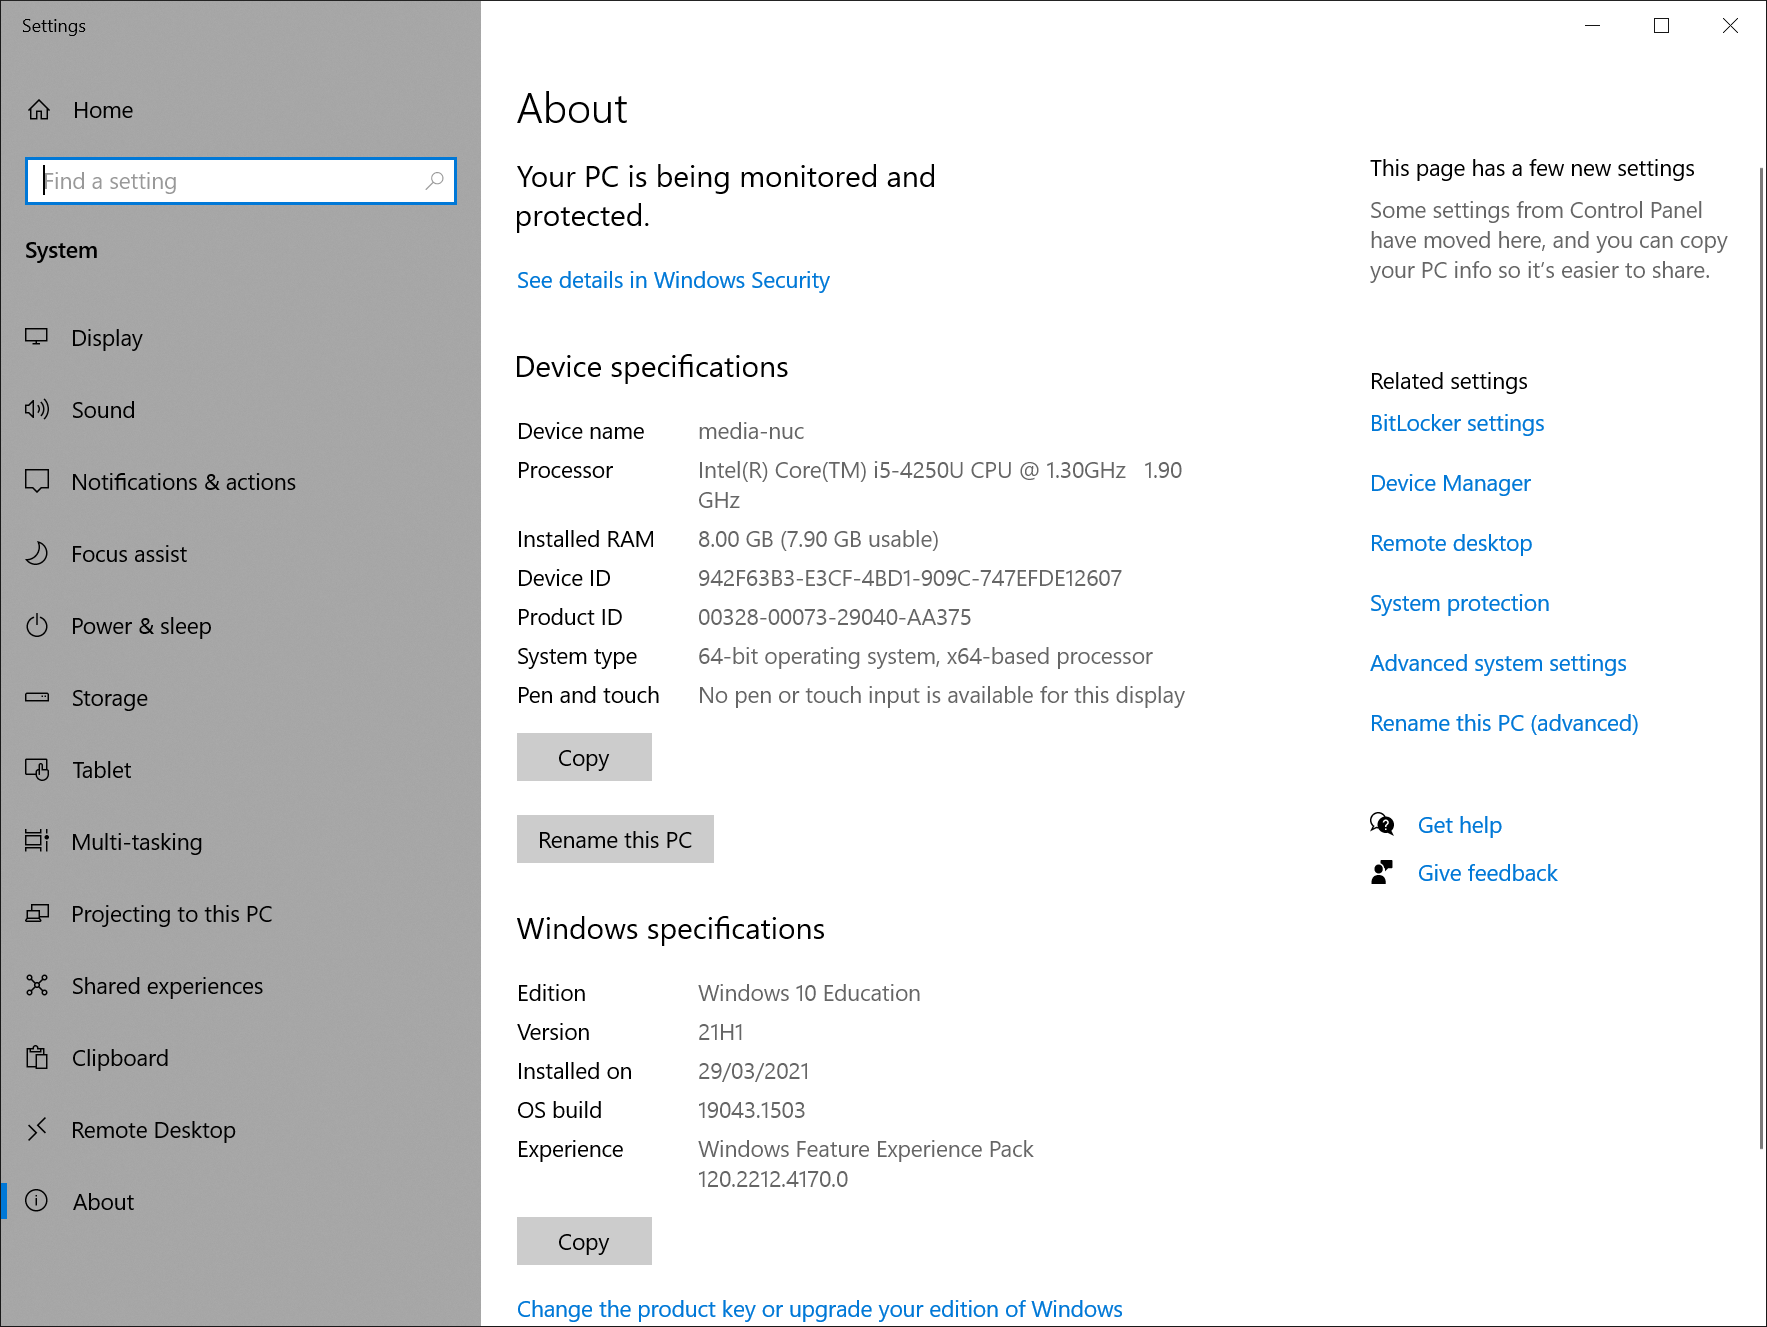 Settings
Home
Find a setting
System
Display
Sound
Notifications & actions
Focus assist
Power & sleep
Storage
Tablet
Multi-tasking
Projecting to this PC
Shared experiences
Clipboard
Remote Desktop
About
About
Your PC is being monitored and
protected.
See details in Windows Security
Device specifications
Device name media-nuc
Processor Intel(R) Core(TM) i5-4250U CPU @ 1.30GHz 1.90
GHz
Installed RAM 8.00 GB (7.90 GB usable)
Device ID 942F63B3-E3CF-4BD1-909C-747EFDE12607
Product ID 00328-00073-29040-AA375
System type 64-bit operating system, x64-based processor
Pen and touch No pen or touch input is available for this display
Copy
Rename this PC
Windows specifications
Edition Windows 10 Education
Version 21H1
Installed on 29/03/2021
OS build 19043.1503
Experience Windows Feature Experience Pack
120.2212.4170.0
Copy
Change the product key or upgrade your edition of Windows
This page has a few new settings
Some settings from Control Panel
have moved here, and you can copy
your PC info so it’s easier to share.
Related settings
BitLocker settings
Device Manager
Remote desktop
System protection
Advanced system settings
Rename this PC (advanced)
Get help
Give feedback